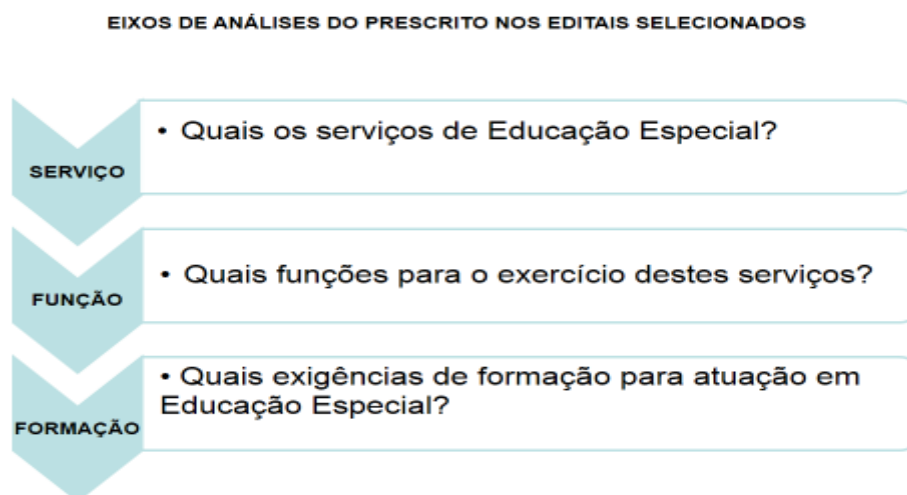 EIXOS DE ANÁLISES DO PRESCRITO NOS EDITAIS SELECIONADOS
SERVIÇO
• Quais os serviços de Educação Especial?
FUNÇÃO
• Quais funções para o exercício destes serviços?
FORMAÇÃO
• Quais exigências de formação para atuação em
Educação Especial?